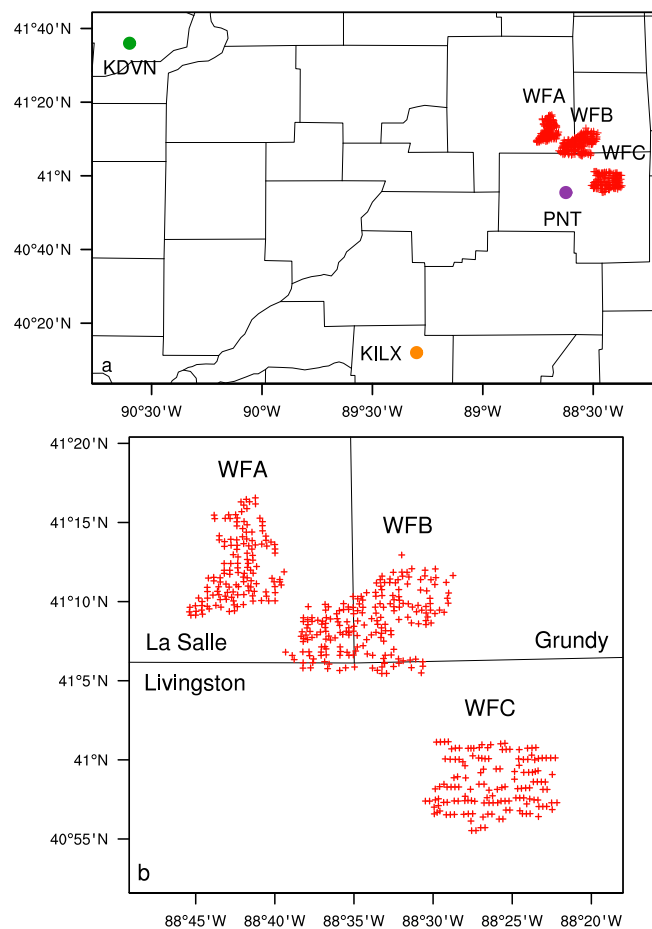 41°40'N
KDVN
41°20'N
WFA
WFB
WFC
41°N
PNT
40°40'N
40°20'N
KILX
a
90°30'W
90°W
89°30'W
89°W
88°30'W
41°20'N
WFA
41°15'N
WFB
41°10'N
La Salle
Grundy
41°5'N
Livingston
WFC
41°N
40°55'N
b
88°45'W
88°40'W
88°35'W
88°30'W
88°25'W
88°20'W